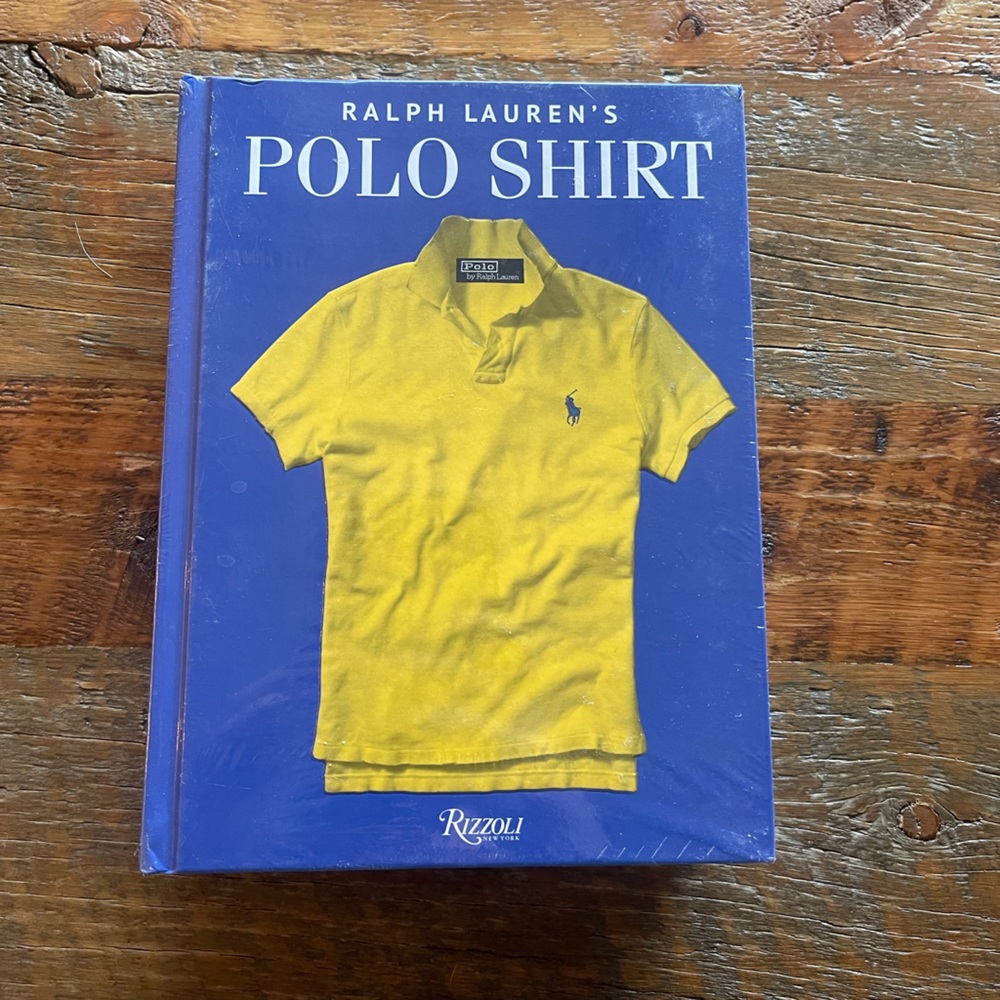 RALPH LAUREN'S
POLO SHIRT
Polo
by Ralph Lauren
RIZZOLI
NEW YORK